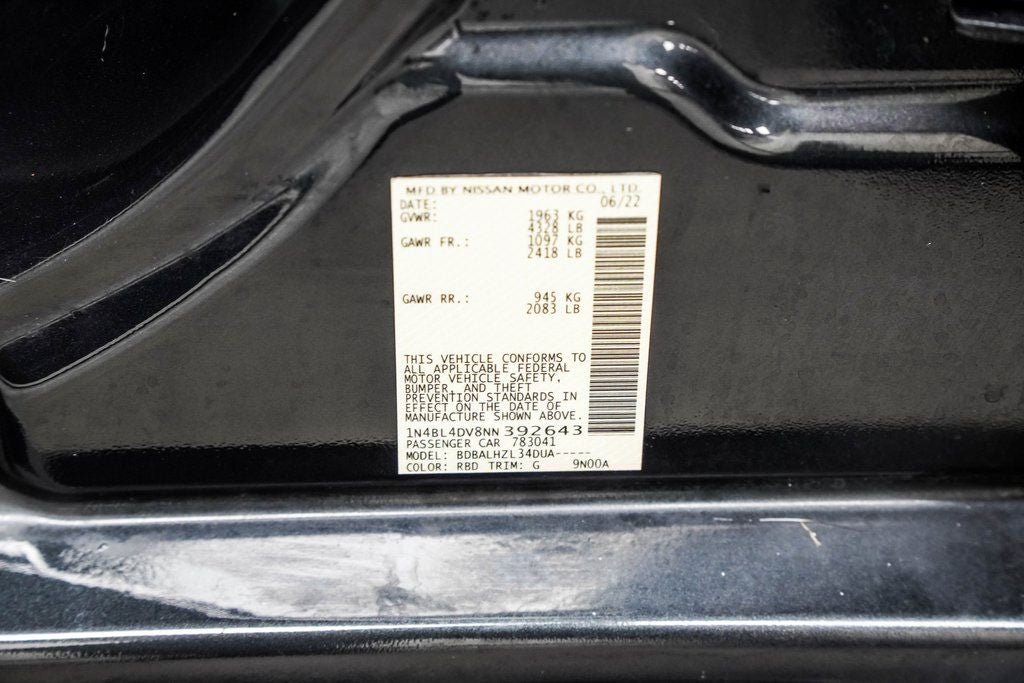 MFD BY NISSAN MOTOR CO., LTD.
DATE: 06/22
GVWR: 1963 KG
4328 LB
GAWR FR.: 1097 KG
2418 LB
GAWR RR.: 945 KG
2083 LB
THIS VEHICLE CONFORMS TO
ALL APPLICABLE FEDERAL
MOTOR VEHICLE SAFETY,
BUMPER, AND THEFT
PREVENTION STANDARDS IN
EFFECT ON THE DATE OF
MANUFACTURE SHOWN ABOVE.
1N4BL4DV8NN392643
PASSENGER CAR 783041
MODEL: BDBALHZL34DUA-----
COLOR: RBD TRIM: G 9N00A